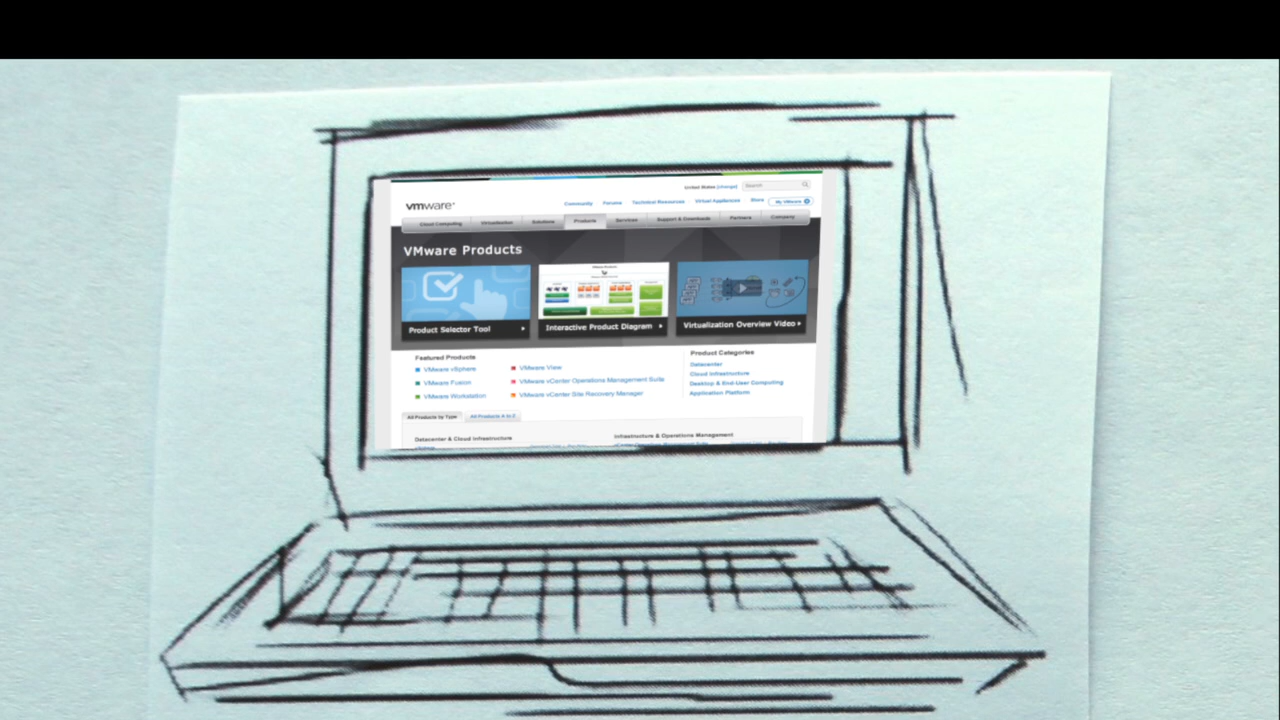 United States (change)
Search
vmware
Community
Forums
Technical Resources
Virtual Appliances
Store
My VMware
Cloud Computing
Virtualization
Solutions
Products
Services
Support & Downloads
Partners
Company
VMware Products
Product Selector Tool
Interactive Product Diagram
Virtualization Overview Video
Featured Products
VMware vSphere
VMware Fusion
VMware Workstation
VMware View
VMware vCenter Operations Management Suite
VMware vCenter Site Recovery Manager
Product Categories
Datacenter
Cloud Infrastructure
Desktop & End-User Computing
Application Platform
All Products by Type
All Products A to Z
Datacenter & Cloud Infrastructure
Infrastructure & Operations Management